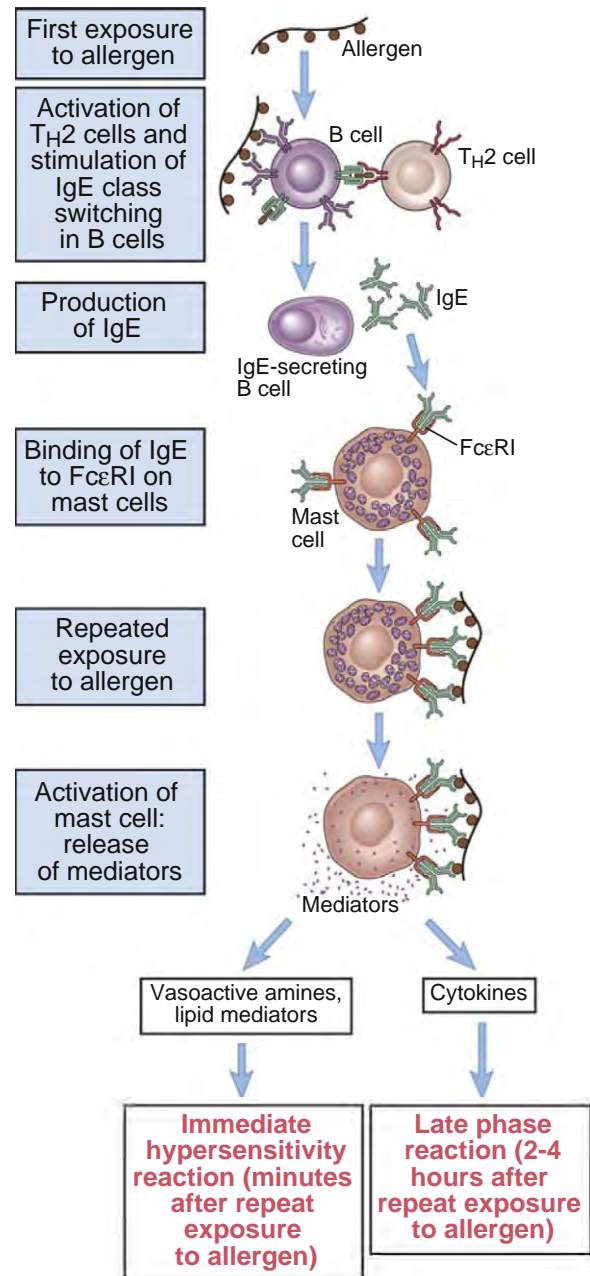 First exposure
to allergen
Allergen
Activation of
TH2 cells and
stimulation of
IgE class
switching
in B cells
B cell
TH2 cell
Production
of IgE
IgE
IgE-secreting
B cell
Binding of IgE
to FcεRI on
mast cells
FcεRI
Mast
cell
Repeated
exposure
to allergen
Activation of
mast cell:
release
of mediators
Mediators
Vasoactive amines,
lipid mediators
Cytokines
Immediate
hypersensitivity
reaction (minutes
after repeat
exposure
to allergen)
Late phase
reaction (2-4
hours after
repeat exposure
to allergen)